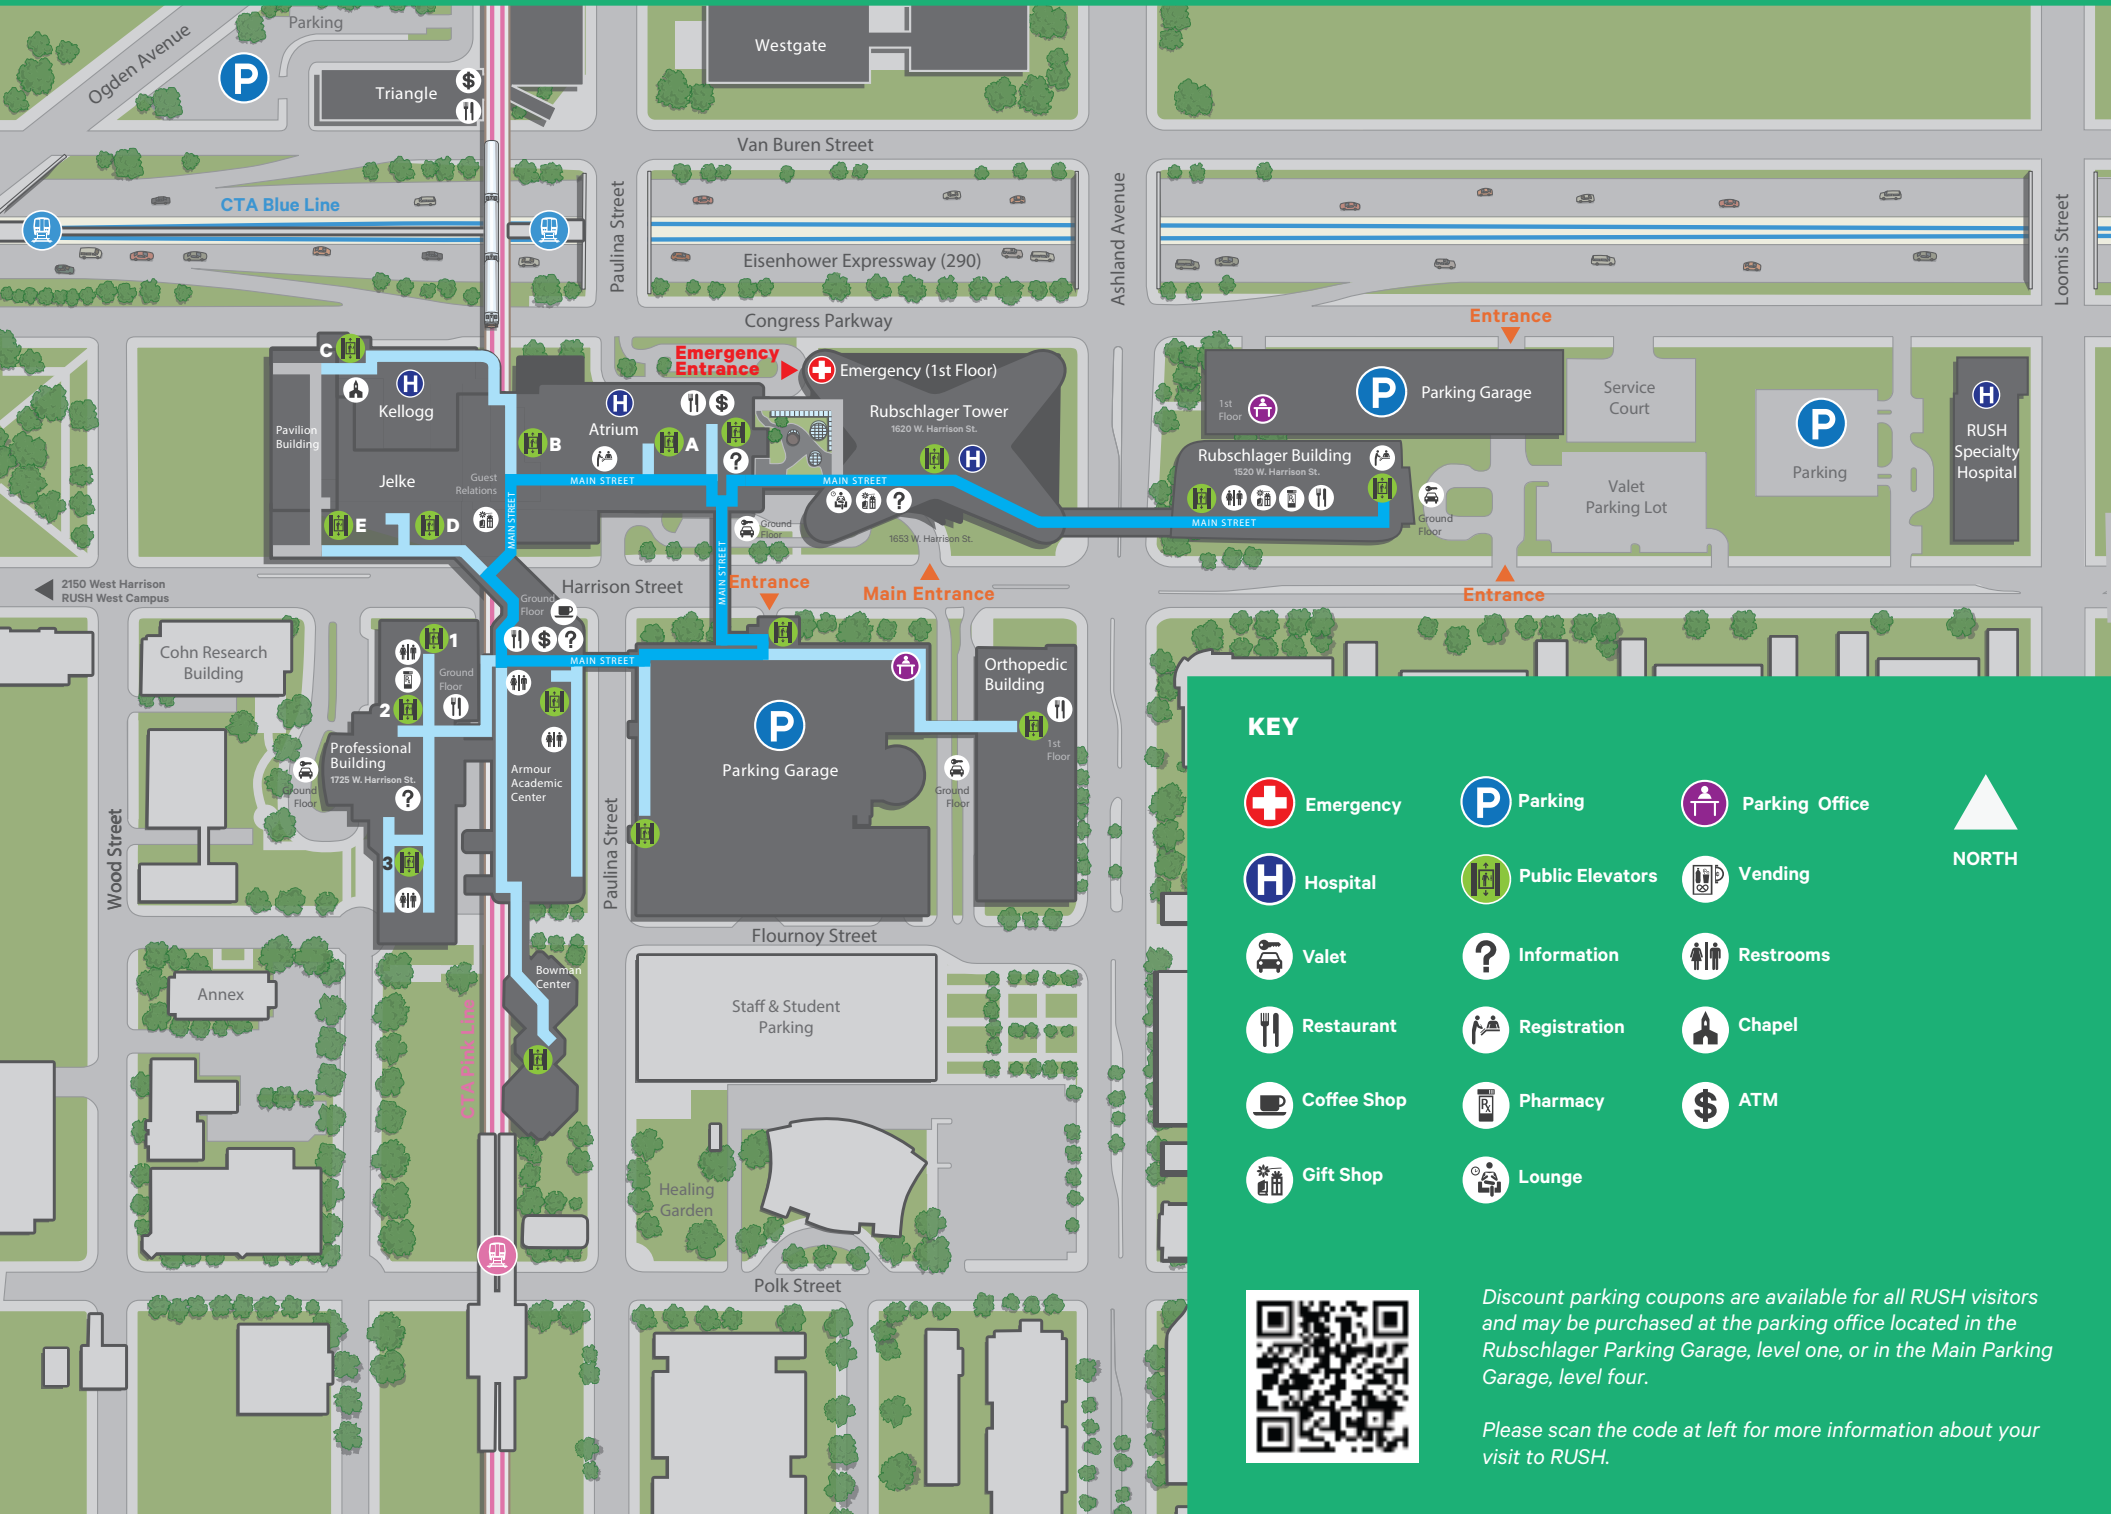 Parking
Ogden Avenue
P
Triangle
$
Westgate
Van Buren Street
CTA Blue Line
Paulina Street
Eisenhower Expressway (290)
Ashland Avenue
Loomis Street
Congress Parkway
Entrance
C
H
Kellogg
Pavilion
Building
Jelke
Guest
Relations
E
D
B
H
Atrium
A
$
?
Emergency
Entrance
Emergency (1st Floor)
Rubschlager Tower
1620 W. Harrison St.
H
MAIN STREET
MAIN STREET
MAIN STREET
MAIN STREET
?
Ground
Floor
1653 W. Harrison St.
1st
Floor
P
Parking Garage
Service
Court
Rubschlager Building
1520 W. Harrison St.
Rx
MAIN STREET
Ground
Floor
Valet
Parking Lot
P
Parking
H
RUSH
Specialty
Hospital
2150 West Harrison
RUSH West Campus
Harrison Street
Entrance
Main Entrance
Entrance
Ground
Floor
$
?
MAIN STREET
Cohn Research
Building
1
Ground
Floor
Rx
2
Professional
Building
1725 W. Harrison St.
Ground
Floor
?
3
Armour
Academic
Center
P
Parking Garage
Orthopedic
Building
1st
Floor
Ground
Floor
Wood Street
Paulina Street
Flournoy Street
Annex
Bowman
Center
CTA Pink Line
Staff & Student
Parking
Healing
Garden
Polk Street
KEY
Emergency
P
Parking
Parking Office
H
Hospital
Public Elevators
Vending
NORTH
Valet
?
Information
Restrooms
Restaurant
Registration
Chapel
Coffee Shop
Rx
Pharmacy
$
ATM
Gift Shop
Lounge
Discount parking coupons are available for all RUSH visitors
and may be purchased at the parking office located in the
Rubschlager Parking Garage, level one, or in the Main Parking
Garage, level four.
Please scan the code at left for more information about your
visit to RUSH.